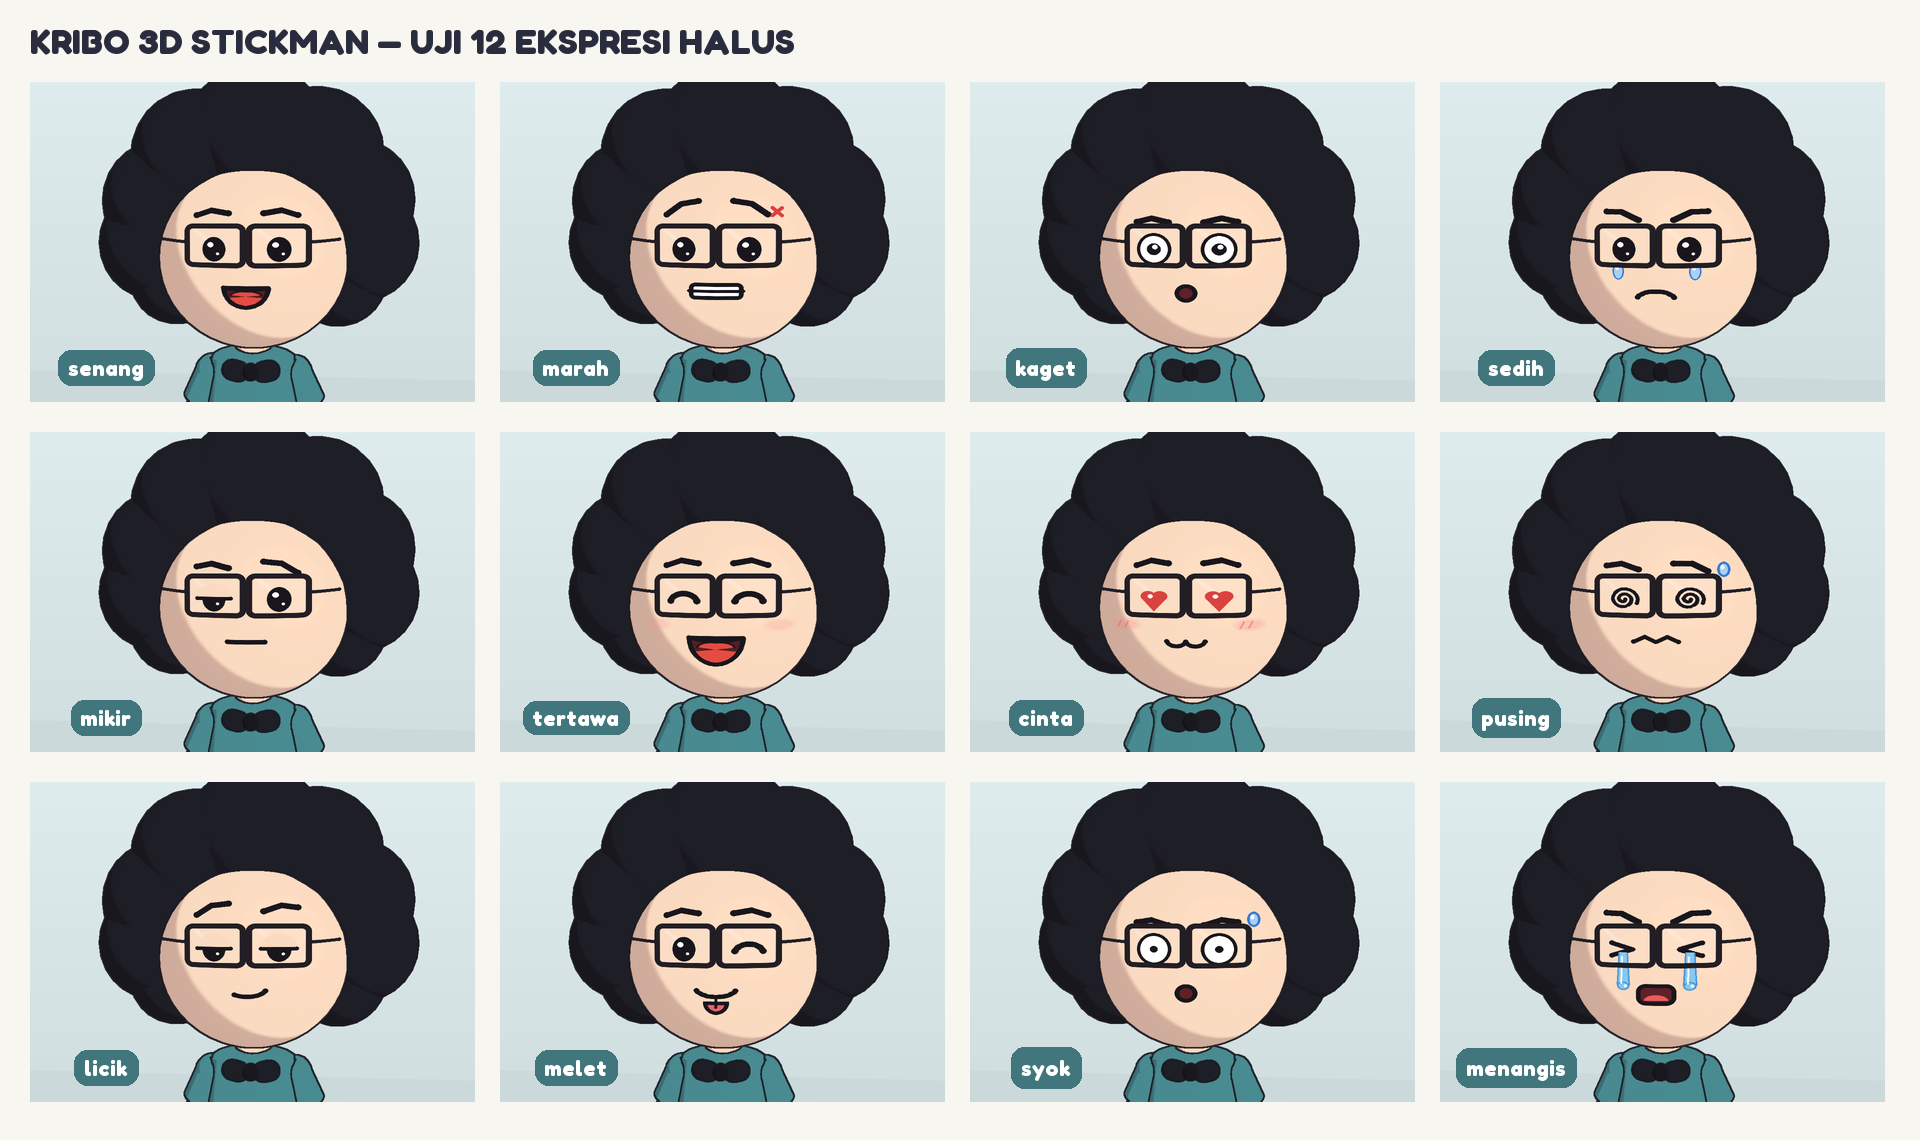 KRIBO 3D STICKMAN — UJI 12 EKSPRESI HALUS
senang
marah
kaget
sedih
mikir
tertawa
cinta
pusing
licik
melet
syok
menangis